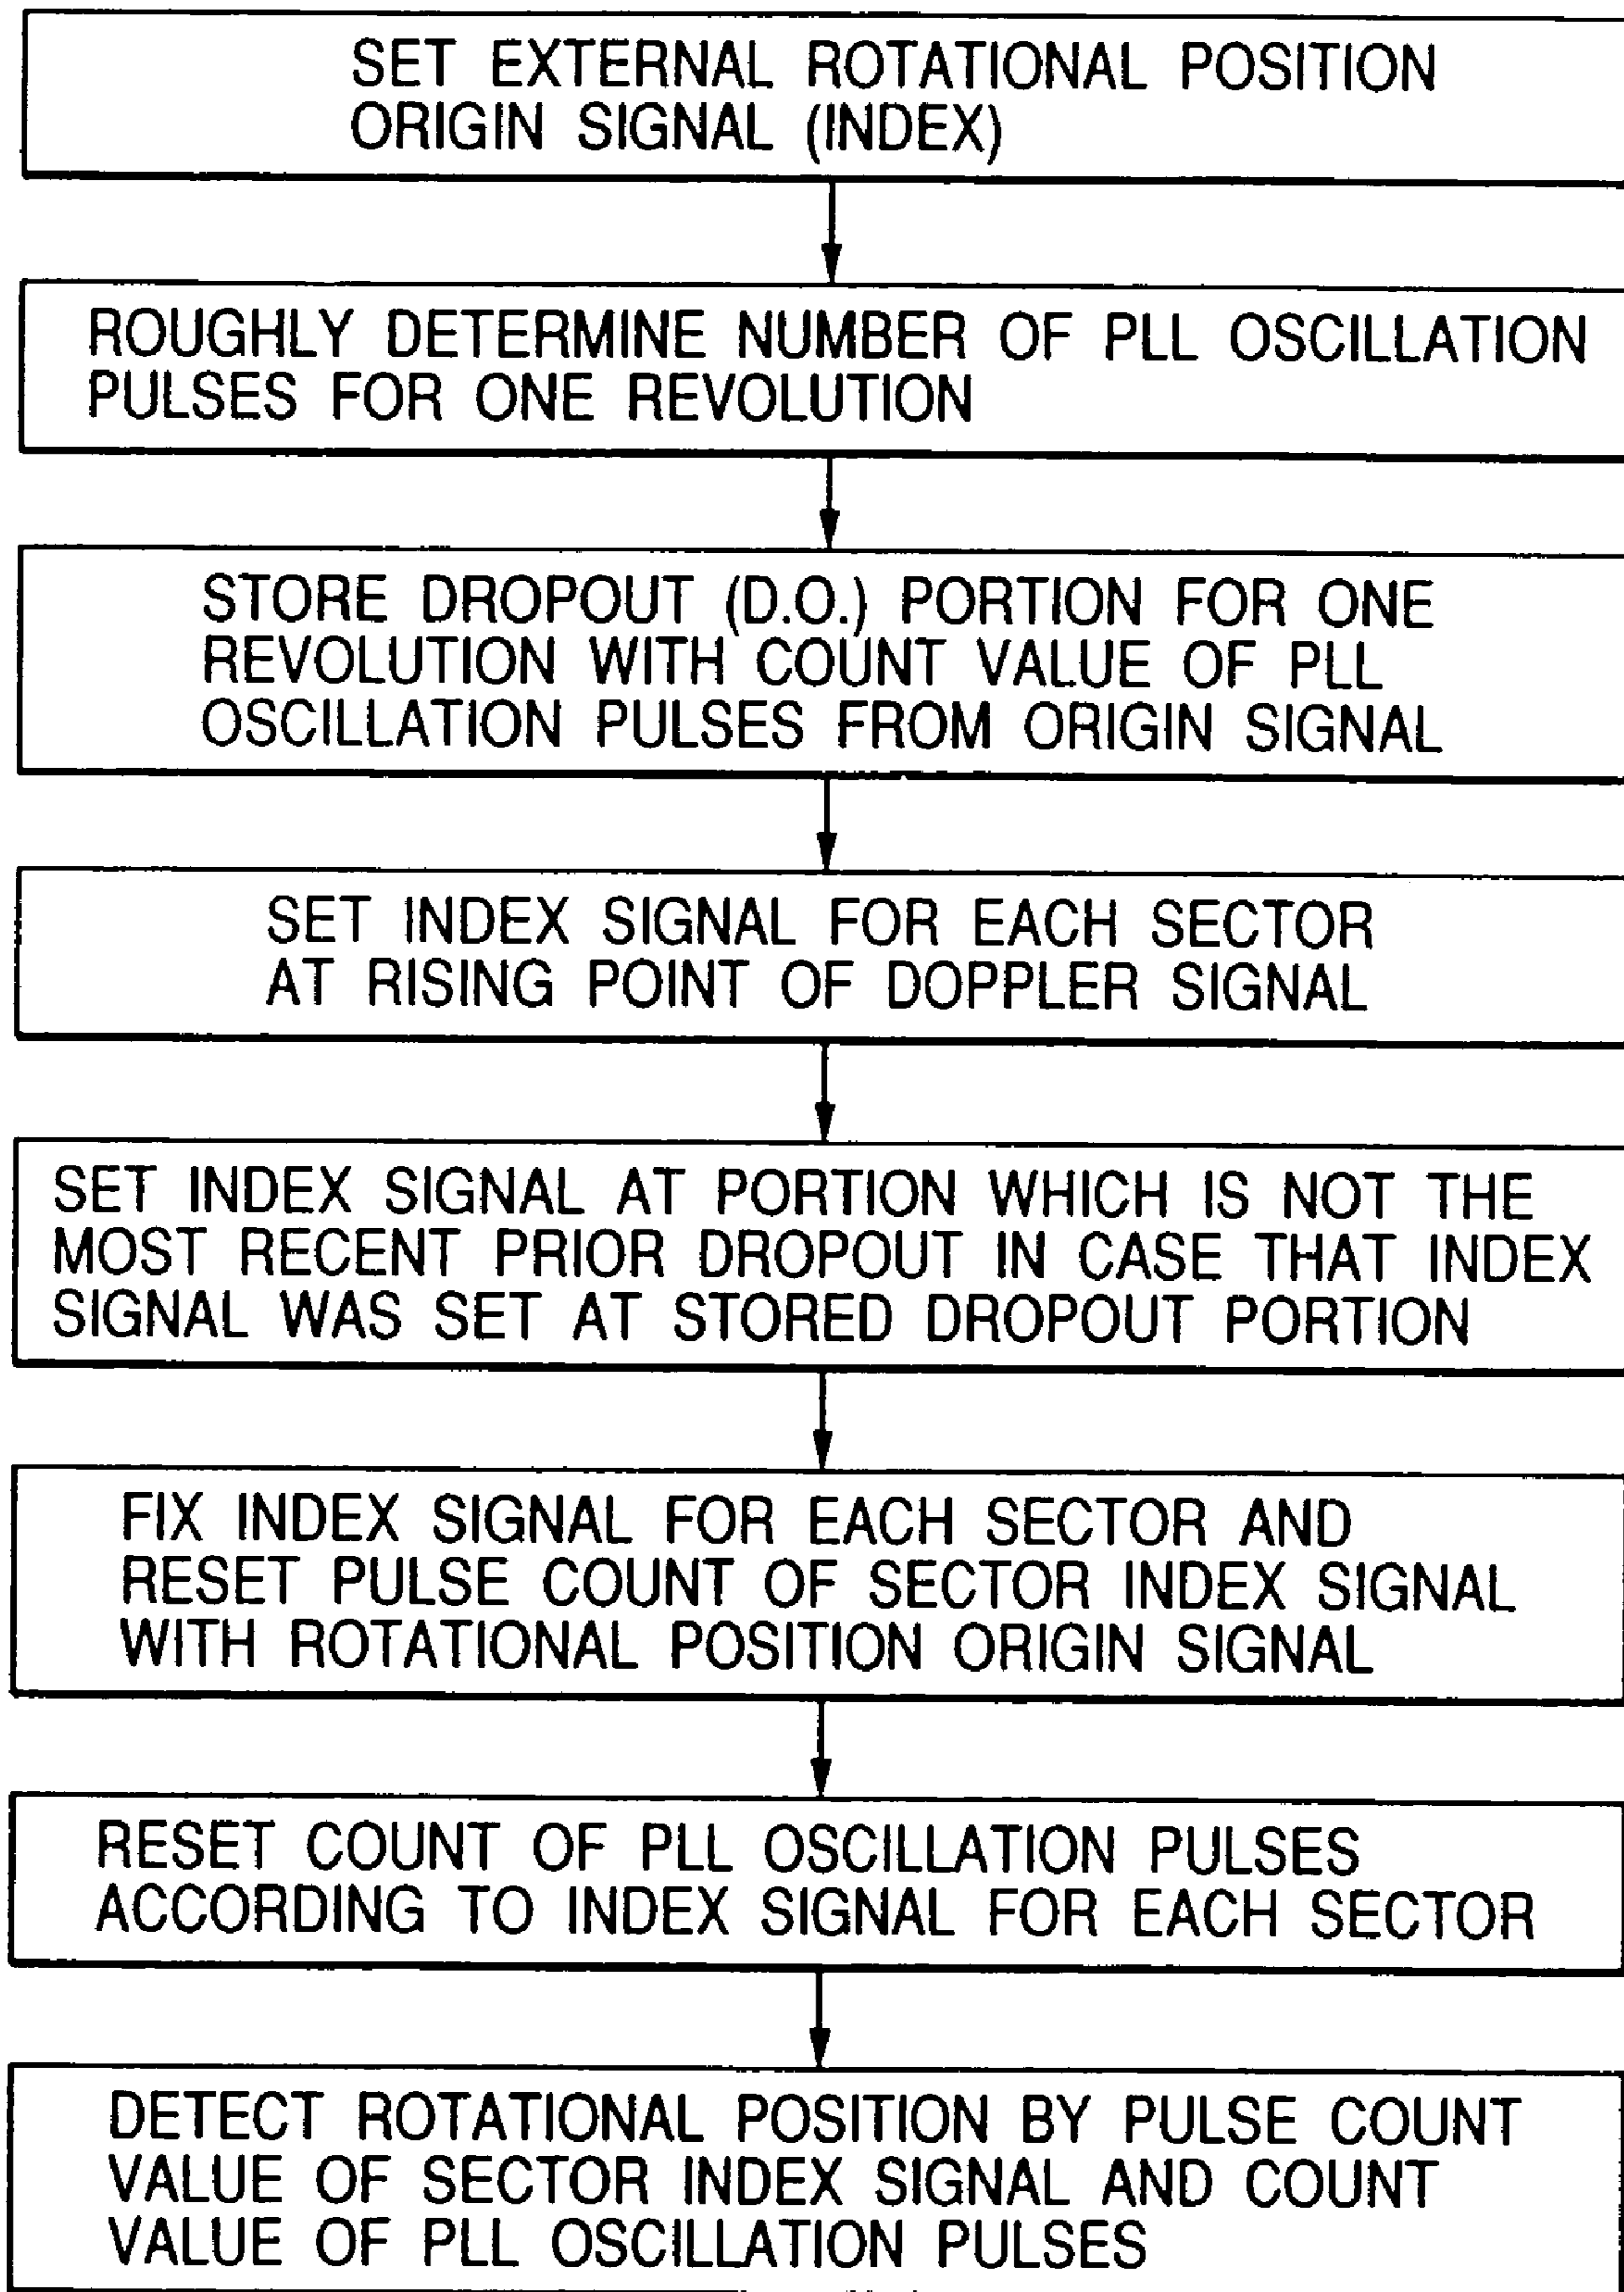 SET EXTERNAL ROTATIONAL POSITION
ORIGIN SIGNAL (INDEX)
ROUGHLY DETERMINE NUMBER OF PLL OSCILLATION
PULSES FOR ONE REVOLUTION
STORE DROPOUT (D.O.) PORTION FOR ONE
REVOLUTION WITH COUNT VALUE OF PLL
OSCILLATION PULSES FROM ORIGIN SIGNAL
SET INDEX SIGNAL FOR EACH SECTOR
AT RISING POINT OF DOPPLER SIGNAL
SET INDEX SIGNAL AT PORTION WHICH IS NOT THE
MOST RECENT PRIOR DROPOUT IN CASE THAT INDEX
SIGNAL WAS SET AT STORED DROPOUT PORTION
FIX INDEX SIGNAL FOR EACH SECTOR AND
RESET PULSE COUNT OF SECTOR INDEX SIGNAL
WITH ROTATIONAL POSITION ORIGIN SIGNAL
RESET COUNT OF PLL OSCILLATION PULSES
ACCORDING TO INDEX SIGNAL FOR EACH SECTOR
DETECT ROTATIONAL POSITION BY PULSE COUNT
VALUE OF SECTOR INDEX SIGNAL AND COUNT
VALUE OF PLL OSCILLATION PULSES